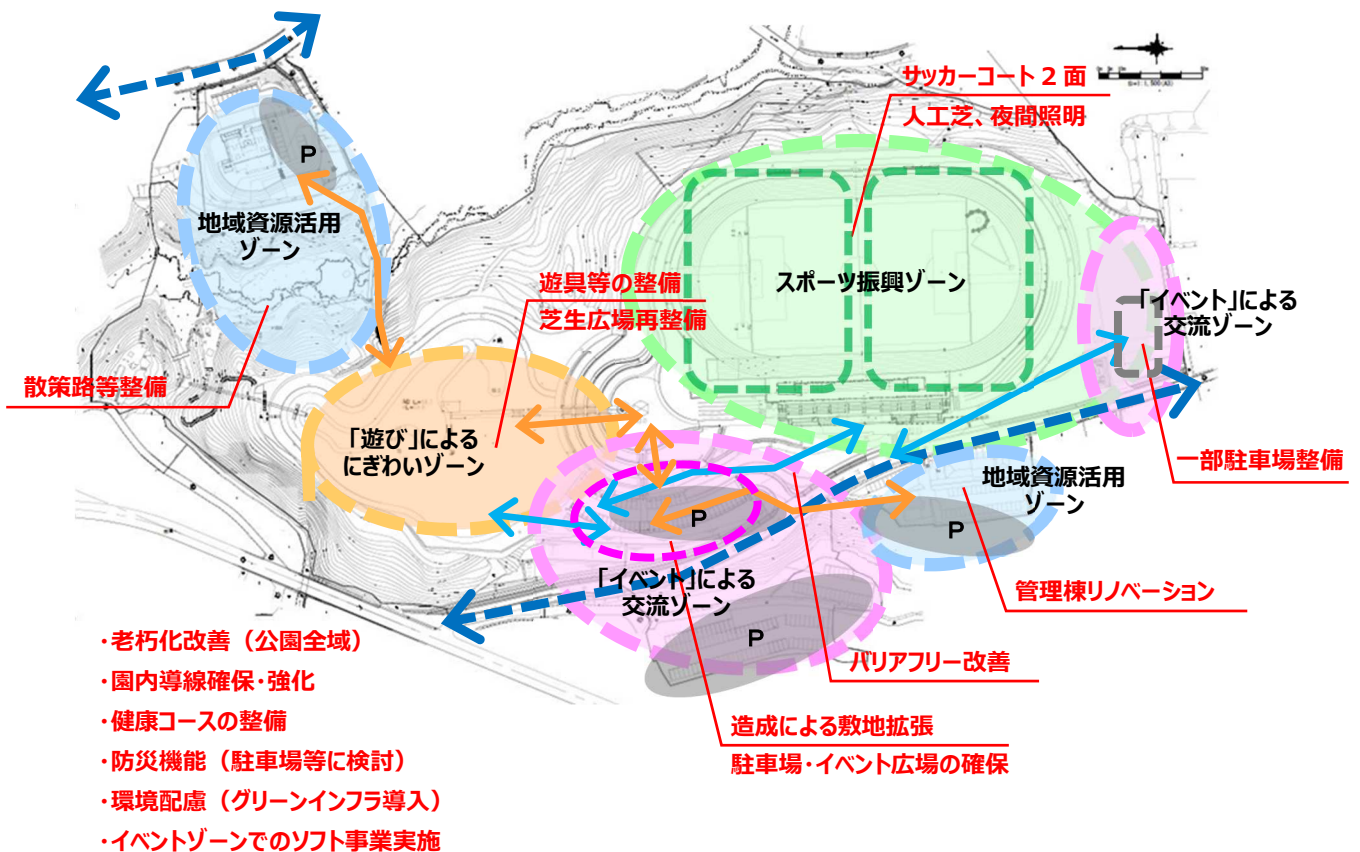 サッカーコート２面
人工芝、夜間照明
P
地域資源活用
ゾーン
遊具等の整備
芝生広場再整備
スポーツ振興ゾーン
「イベント」による
交流ゾーン
散策路等整備
「遊び」による
にぎわいゾーン
一部駐車場整備
地域資源活用
ゾーン
P
P
「イベント」による
交流ゾーン
管理棟リノベーション
P
バリアフリー改善
造成による敷地拡張
駐車場・イベント広場の確保
・老朽化改善（公園全域）
・園内導線確保・強化
・健康コースの整備
・防災機能（駐車場等に検討）
・環境配慮（グリーンインフラ導入）
・イベントゾーンでのソフト事業実施